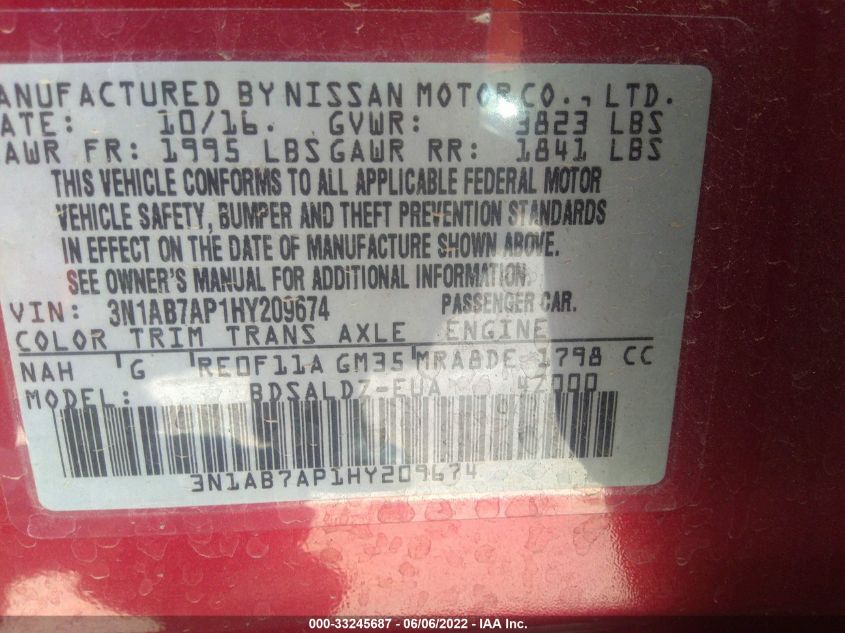 ANUFACTURED BY NISSAN MOTOR CO., LTD.
ATE: 10/16. GVWR: 3823 LBS
AWR FR: 1995 LBS GAWR RR: 1841 LBS
THIS VEHICLE CONFORMS TO ALL APPLICABLE FEDERAL MOTOR
VEHICLE SAFETY, BUMPER AND THEFT PREVENTION STANDARDS
IN EFFECT ON THE DATE OF MANUFACTURE SHOWN ABOVE.
SEE OWNER'S MANUAL FOR ADDITIONAL INFORMATION.
VIN: 3N1AB7AP1HY209674 PASSENGER CAR.
COLOR TRIM TRANS AXLE ENGINE
NAH G RE0F11A GM35 MRA8DE 1798 CC
MODEL: BDSALDZ-EUA 47000
3N1AB7AP1HY209674
000-33245687 - 06/06/2022 - © IAA Inc.